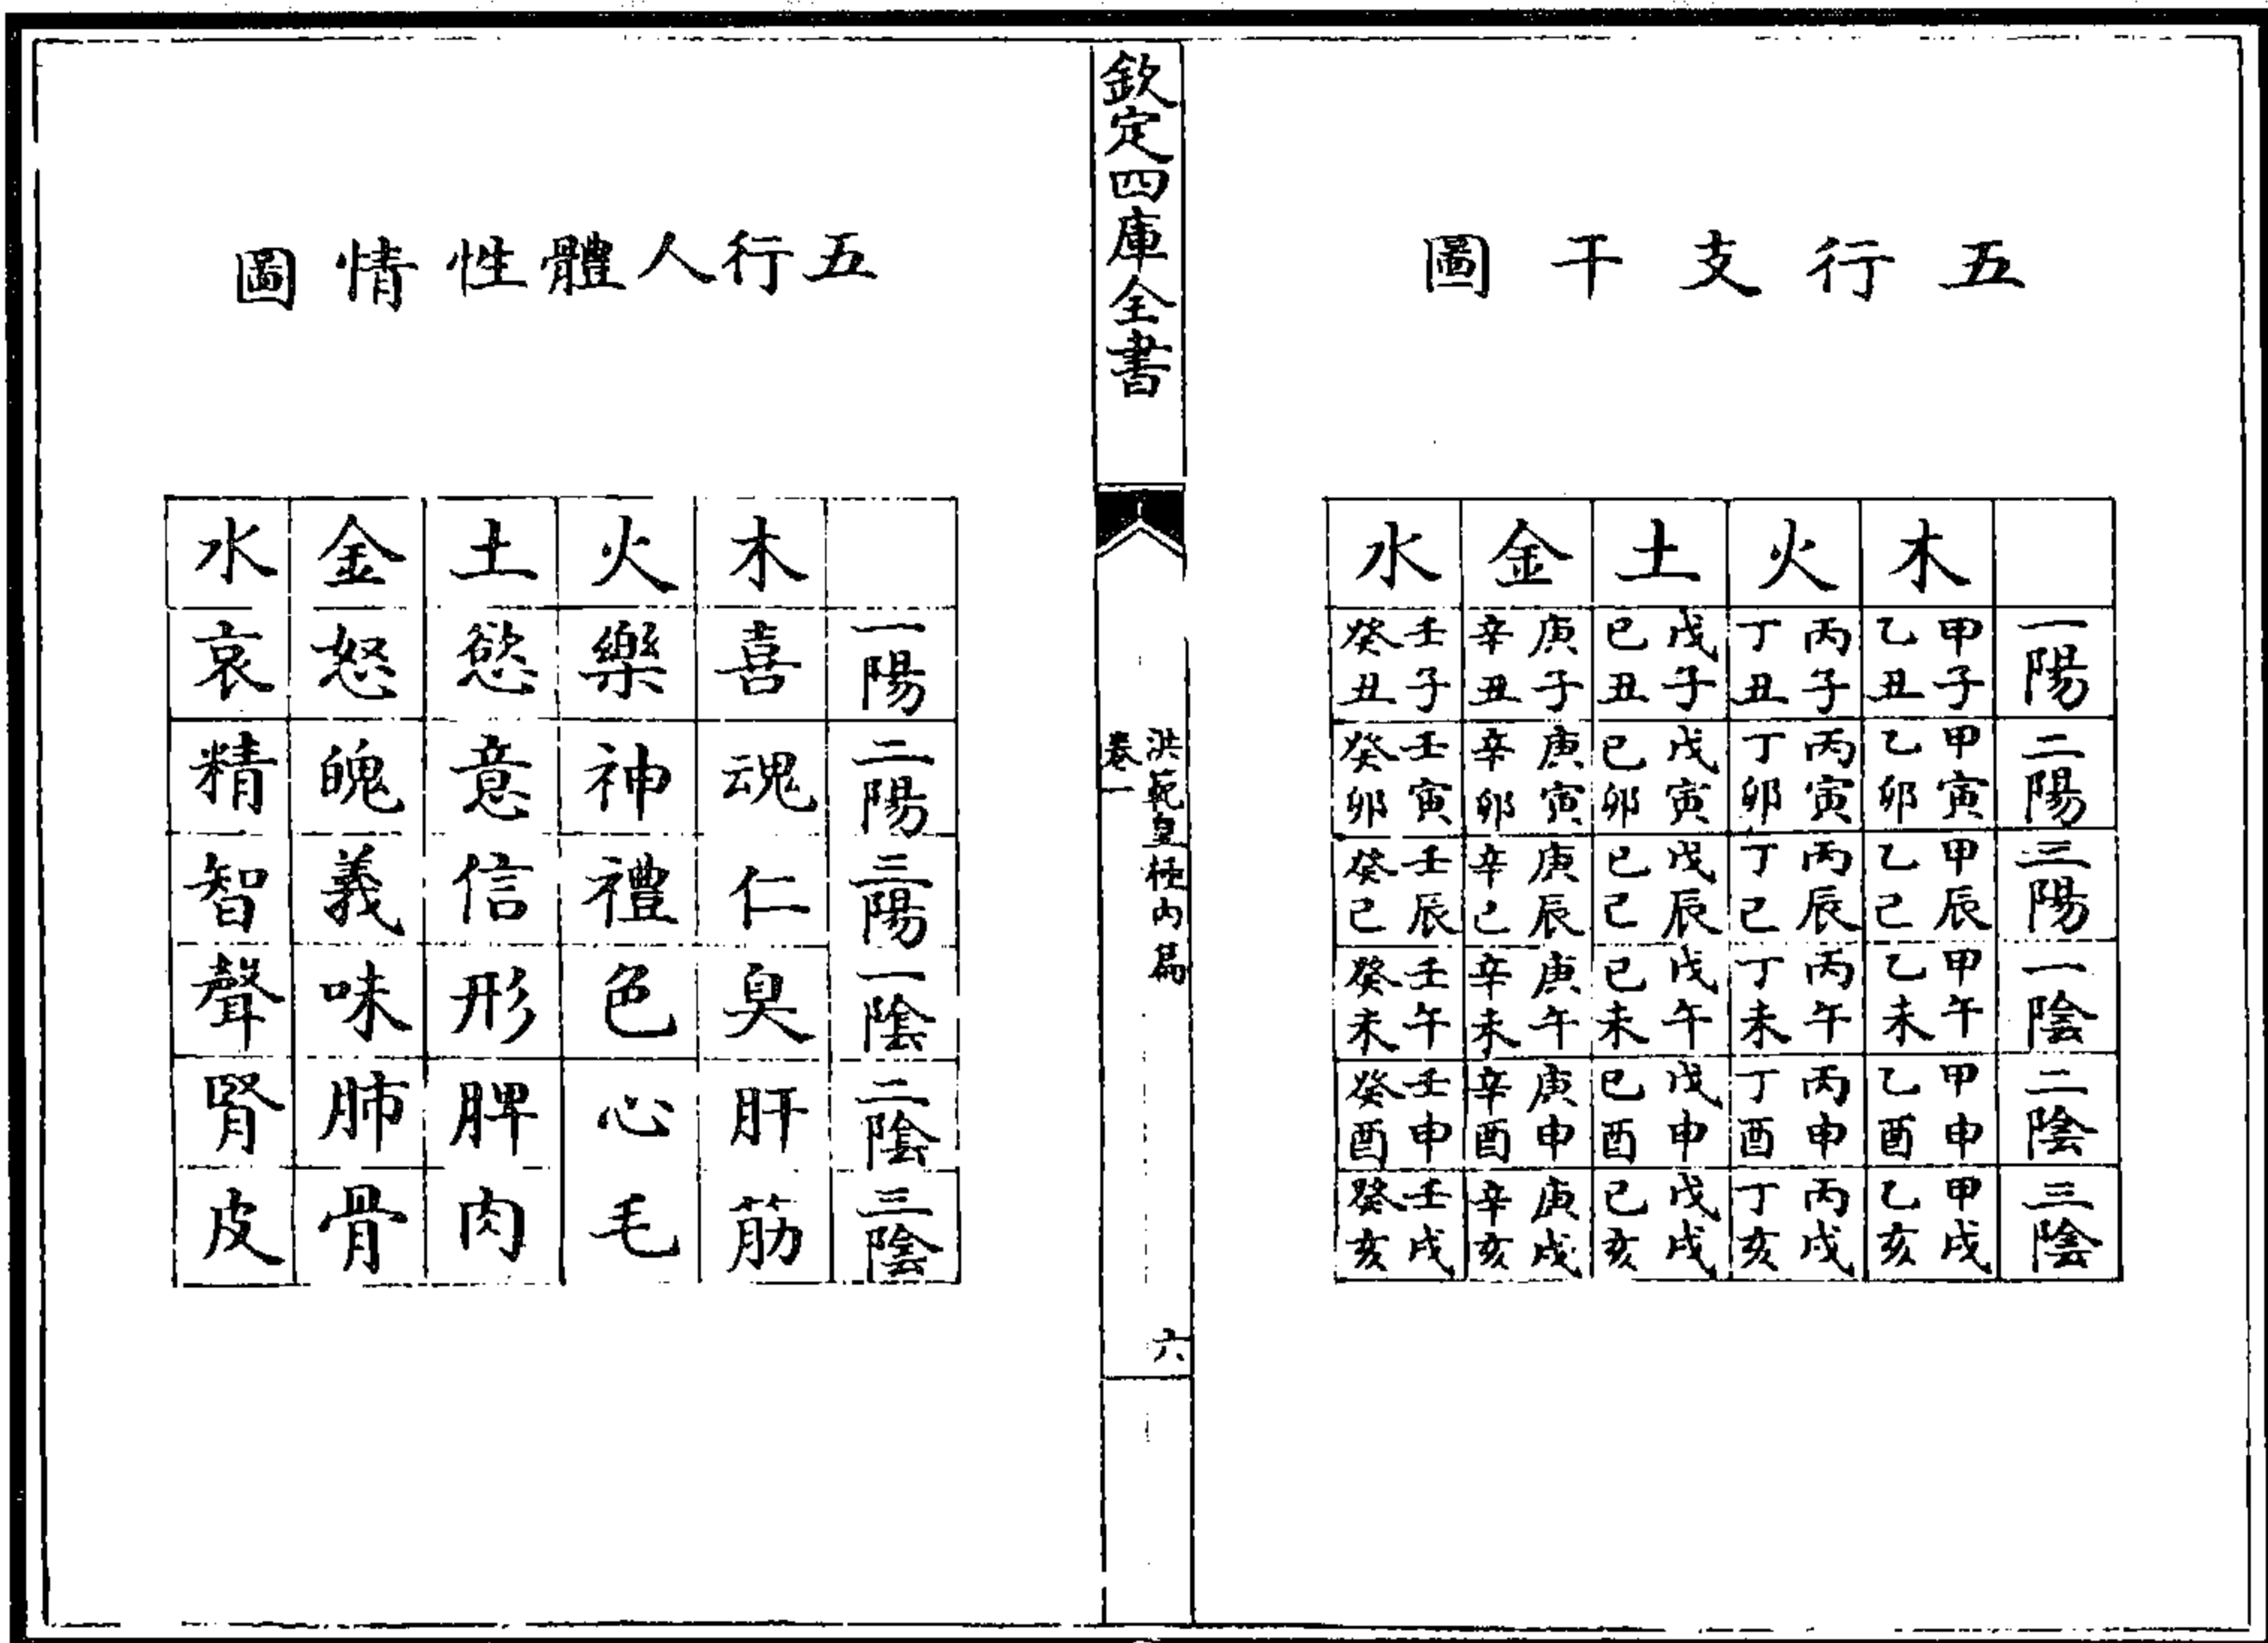 五行支干圖
木 火 土 金 水
一陽 甲子乙丑 丙子丁丑 戊子己丑 庚子辛丑 壬子癸丑
二陽 甲寅乙卯 丙寅丁卯 戊寅己卯 庚寅辛卯 壬寅癸卯
三陽 甲辰乙巳 丙辰丁巳 戊辰己巳 庚辰辛巳 壬辰癸巳
一陰 甲午乙未 丙午丁未 戊午己未 庚午辛未 壬午癸未
二陰 甲申乙酉 丙申丁酉 戊申己酉 庚申辛酉 壬申癸酉
三陰 甲戌乙亥 丙戌丁亥 戊戌己亥 庚戌辛亥 壬戌癸亥
欽定四庫全書
洪範皇極内篇
卷一
六
五行人體性情圖
木 火 土 金 水
一陽 喜 樂 慾 怒 哀
二陽 魂 神 意 魄 精
三陽 仁 禮 信 義 智
一陰 臭 色 形 味 聲
二陰 肝 心 脾 肺 腎
三陰 筋 毛 肉 骨 皮